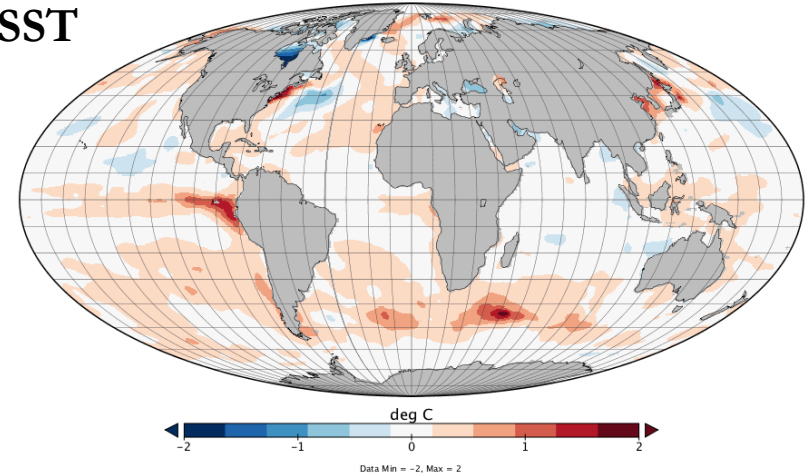 SST
deg C
-2 -1 0 1 2
Data Min = -2, Max = 2